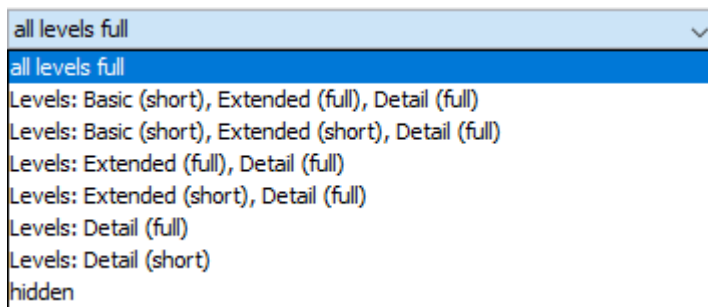 all levels full
all levels full
Levels: Basic (short), Extended (full), Detail (full)
Levels: Basic (short), Extended (short), Detail (full)
Levels: Extended (full), Detail (full)
Levels: Extended (short), Detail (full)
Levels: Detail (full)
Levels: Detail (short)
hidden